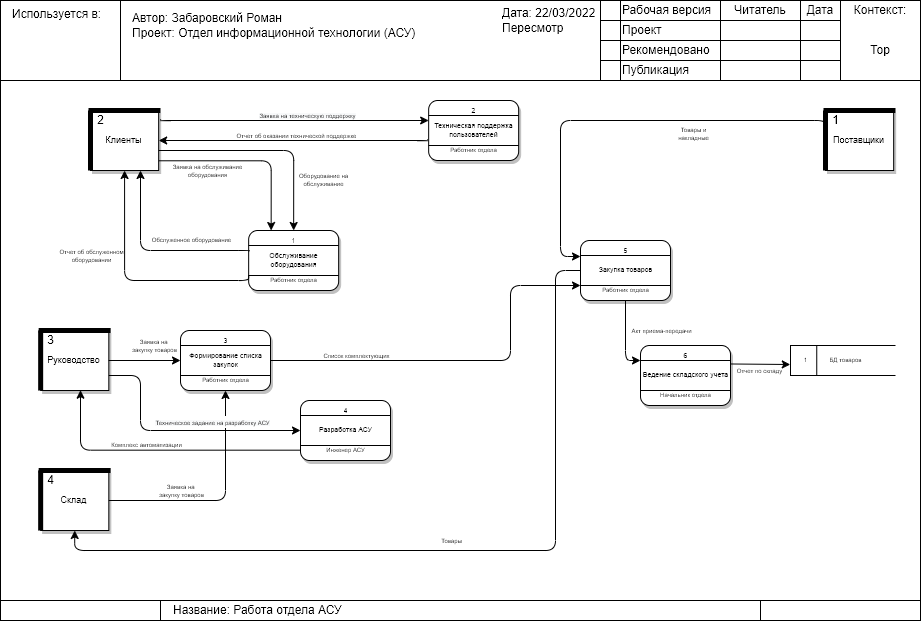 Используется в:
Автор: Забаровский Роман
Проект: Отдел информационной технологии (АСУ)
Дата: 22/03/2022
Пересмотр
Рабочая версия
Читатель
Дата
Проект
Рекомендовано
Публикация
Контекст:
Top
2
Клиенты
Заявка на техническую поддержку
Отчет об оказании технической поддержке
2
Техническая поддержка
пользователей
Работник отдела
Товары и
накладные
1
Поставщики
Заявка на обслуживание
оборудования
Оборудование на
обслуживание
Обслуженное оборудование
Отчет об обслуженном
оборудовании
1
Обслуживание
оборудования
Работник отдела
5
Закупка товаров
Работник отдела
Акт приема-передачи
3
Руководство
Заявка на
закупку товаров
3
Формирование списка
закупок
Работник отдела
Список комплектующих
6
Ведение складского учета
Начальник отдела
Отчет по складу
1
БД товаров
Техническое задание на разработку АСУ
4
Разработка АСУ
Инженер АСУ
Комплекс автоматизации
4
Склад
Заявка на
закупку товаров
Товары
Название: Работа отдела АСУ